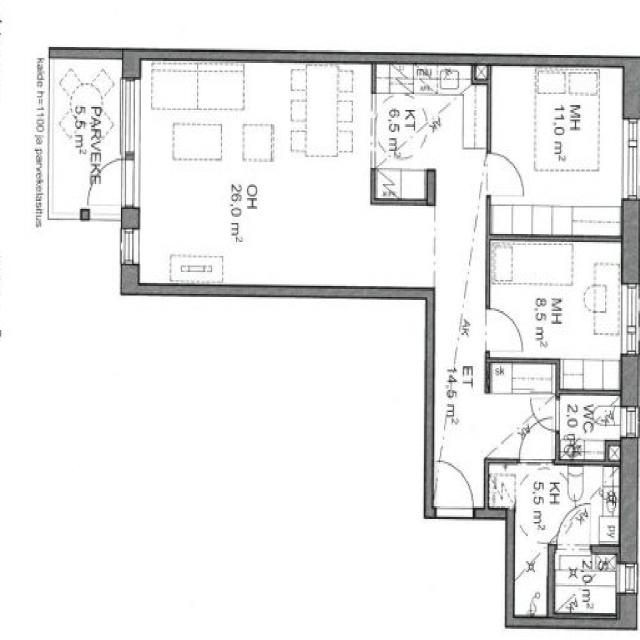 kaide h=1100 ja parvekelasitus
PARVEKE
5,5 m²
OH
26,0 m²
KT
6,5 m²
MH
11,0 m²
MH
8,5 m²
AK
ET
14,5 m²
sk
WC
2,0 m²
AK
KH
5,5 m²
AK
py
S
2,0 m²